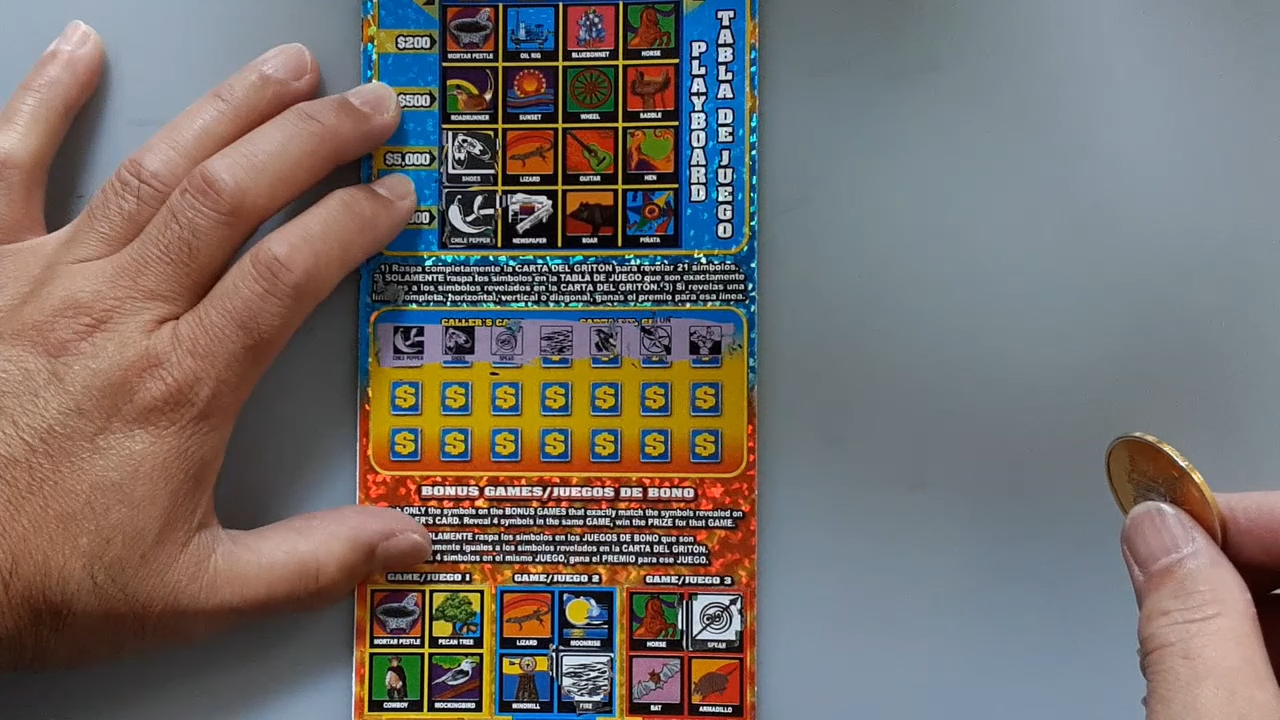 $200
MORTAR PESTLE OIL RIG BLUEBONNET HORSE
$500
ROADRUNNER SUNSET WHEEL SADDLE
$5,000
SHOES LIZARD GUITAR HEN
CHILE PEPPER NEWSPAPER BOAR PIÑATA
PLAYBOARD
TABLA DE JUEGO
1) Raspa completamente la CARTA DEL GRITÓN para revelar 21 símbolos.
2) SOLAMENTE raspa los símbolos en la TABLA DE JUEGO que son exactamente
a los símbolos revelados en la CARTA DEL GRITÓN. 3) Si revelas una
completa, horizontal, vertical o diagonal, ganas el premio para esa línea.
CALLER'S
CHILE PEPPER SHOES SPEAR
$ $ $ $ $ $ $
$ $ $ $ $ $ $
BONUS GAMES/JUEGOS DE BONO
ONLY the symbols on the BONUS GAMES that exactly match the symbols revealed on
CARD. Reveal 4 symbols in the same GAME, win the PRIZE for that GAME.
raspa los símbolos en los JUEGOS DE BONO que son
iguales a los símbolos revelados en la CARTA DEL GRITÓN.
4 símbolos en el mismo JUEGO, gana el PREMIO para ese JUEGO.
GAME/JUEGO 1 GAME/JUEGO 2 GAME/JUEGO 3
MORTAR PESTLE PECAN TREE LIZARD MOONRISE HORSE SPEAR
COWBOY MOCKINGBIRD WINDMILL FIRE BAT ARMADILLO